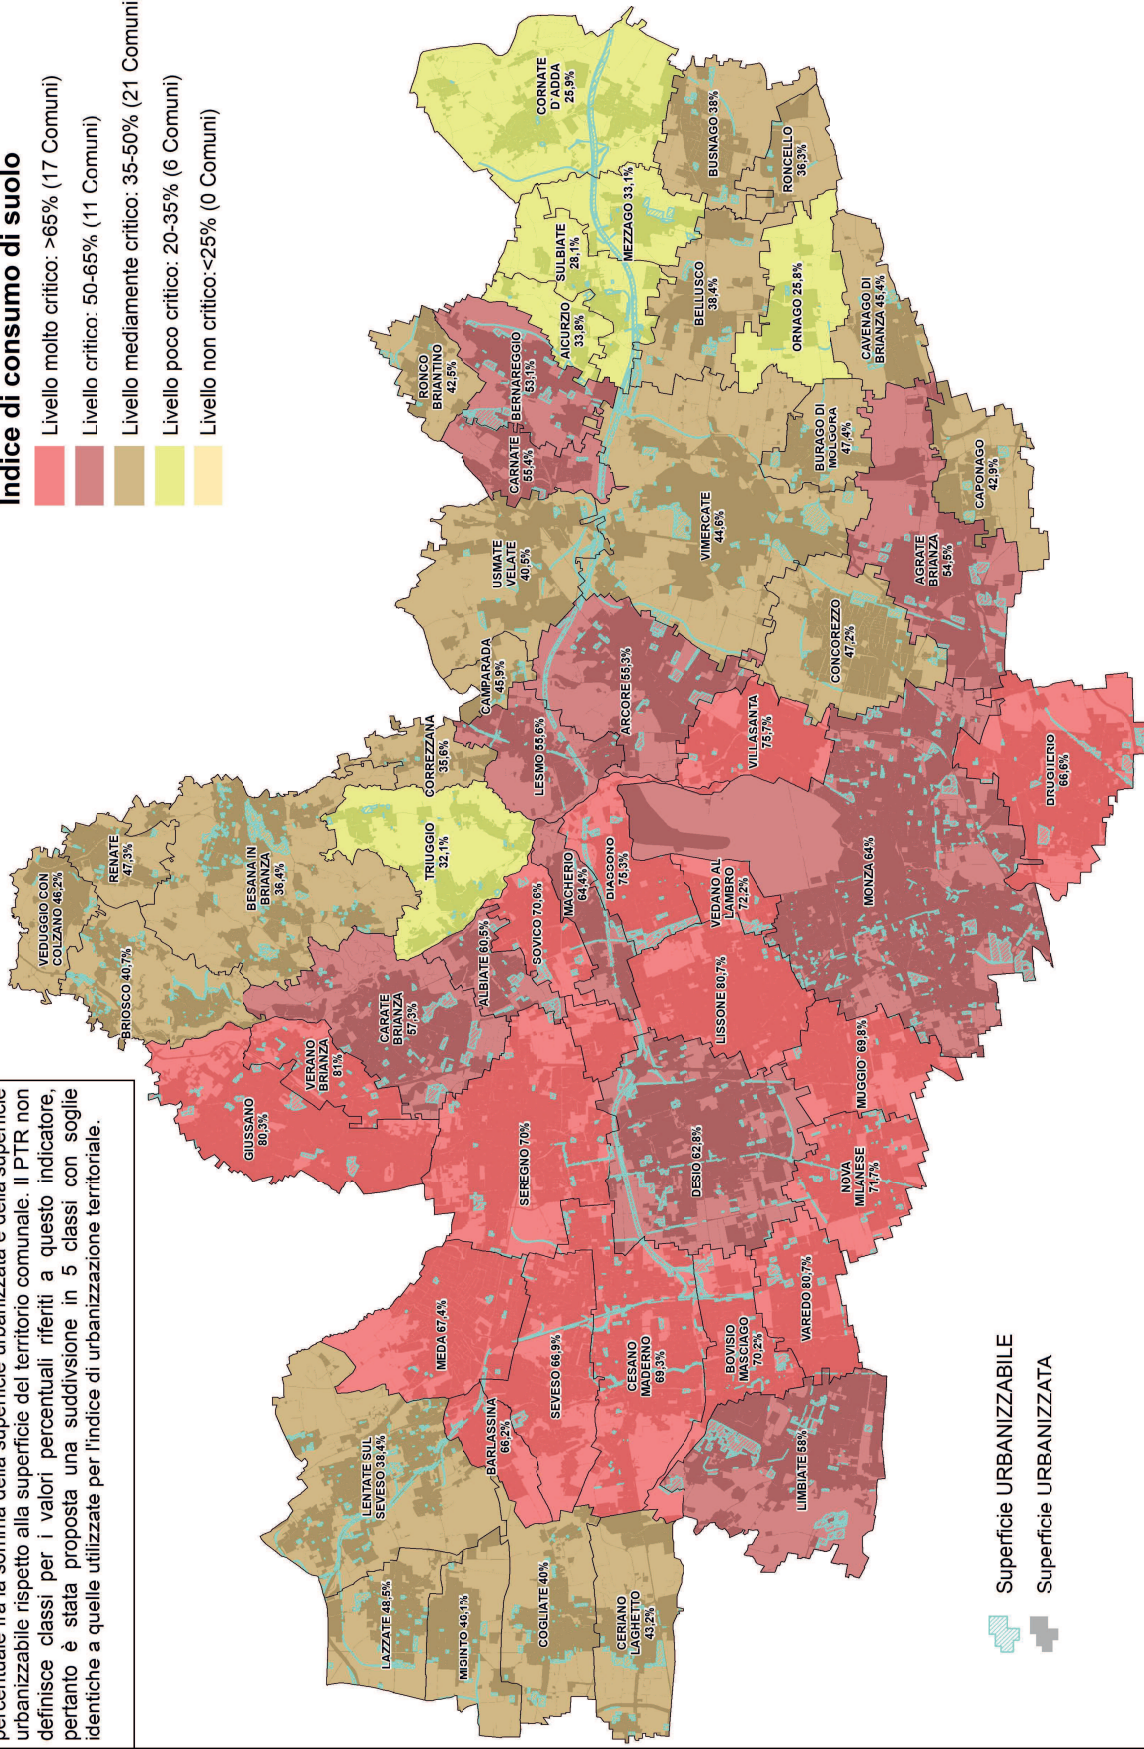 Indice di consumo di suolo
Livello molto critico: >65% (17 Comuni)
Livello critico: 50-65% (11 Comuni)
Livello mediamente critico: 35-50% (21 Comuni
Livello poco critico: 20-35% (6 Comuni)
Livello non critico:<25% (0 Comuni)
percentuale fra la somma della superficie urbanizzata e della superficie
urbanizzabile rispetto alla superficie del territorio comunale. Il PTR non
definisce classi per i valori percentuali riferiti a questo indicatore,
pertanto è stata proposta una suddivsione in 5 classi con soglie
identiche a quelle utilizzate per l'indice di urbanizzazione territoriale.
LAZZATE 48,5%
LENTATE SUL
SEVESO 38,4%
COGLIATE 40%
CERIANO
LAGHETTO
43,2%
BARLASSINA
66,2%
MEDA 67,4%
SEVESO 66,9%
CESANO
MADERNO
69,3%
BOVISIO
MASCIAGO
70,2%
LIMBIATE 58%
VAREDO 80,7%
GIUSSANO
80,3%
VERANO
BRIANZA
81%
SEREGNO 70%
DESIO 62,8%
NOVA
MILANESE
71,7%
MUGGIO' 69,8%
BRIOSCO 40,7%
VEDUGGIO CON
COLZANO 46,2%
RENATE
47,3%
BESANA IN
BRIANZA
36,4%
CARATE
BRIANZA
57,3%
ALBIATE 60,5%
TRIUGGIO
32,1%
SOVICO 70,6%
MACHERIO
64,4%
75,3%
LISSONE 80,7%
VEDANO AL
LAMBRO
72,2%
MONZA 64%
CORREZZANA
35,6%
CAMPARADA
45,9%
LESMO 55,6%
ARCORE 55,3%
VILLASANTA
75,7%
66,6%
USMATE
VELATE
40,5%
CONCOREZZO
47,2%
VIMERCATE
44,6%
AGRATE
BRIANZA
54,5%
CAPONAGO
42,9%
BURAGO DI
MOLGORA
47,4%
CARNATE
55,4%
BERNAREGGIO
53,1%
RONCO
BRIANTINO
42,5%
AICURZIO
33,8%
SULBIATE
28,1%
MEZZAGO 33,1%
BELLUSCO
38,4%
ORNAGO 25,8%
CAVENAGO DI
BRIANZA 45,4%
CORNATE
D`ADDA
25,9%
BUSNAGO 38%
RONCELLO
36,3%
Superficie URBANIZZABILE
Superficie URBANIZZATA